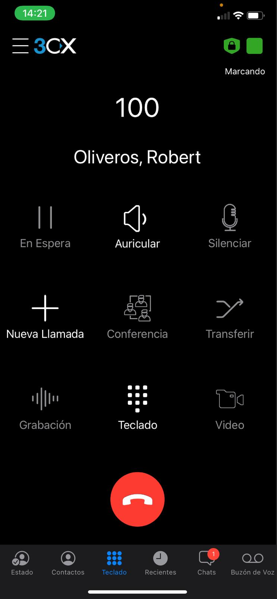 14:21
3CX
Marcando
100
Oliveros, Robert
En Espera
Auricular
Silenciar
Nueva Llamada
Conferencia
Transferir
Grabación
Teclado
Video
1
Estado
Contactos
Teclado
Recientes
Chats
Buzón de Voz